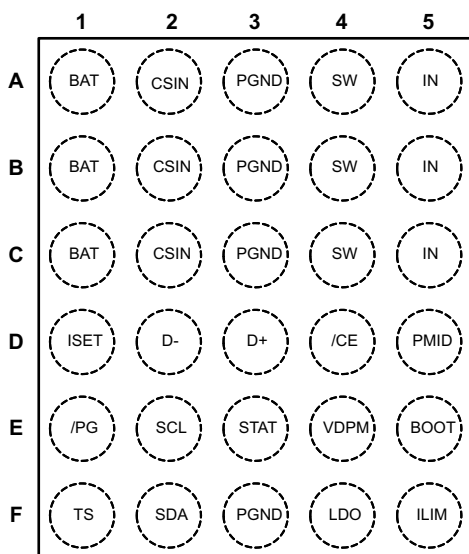 1 2 3 4 5
A BAT CSIN PGND SW IN
B BAT CSIN PGND SW IN
C BAT CSIN PGND SW IN
D ISET D- D+ /CE PMID
E /PG SCL STAT VDPM BOOT
F TS SDA PGND LDO ILIM